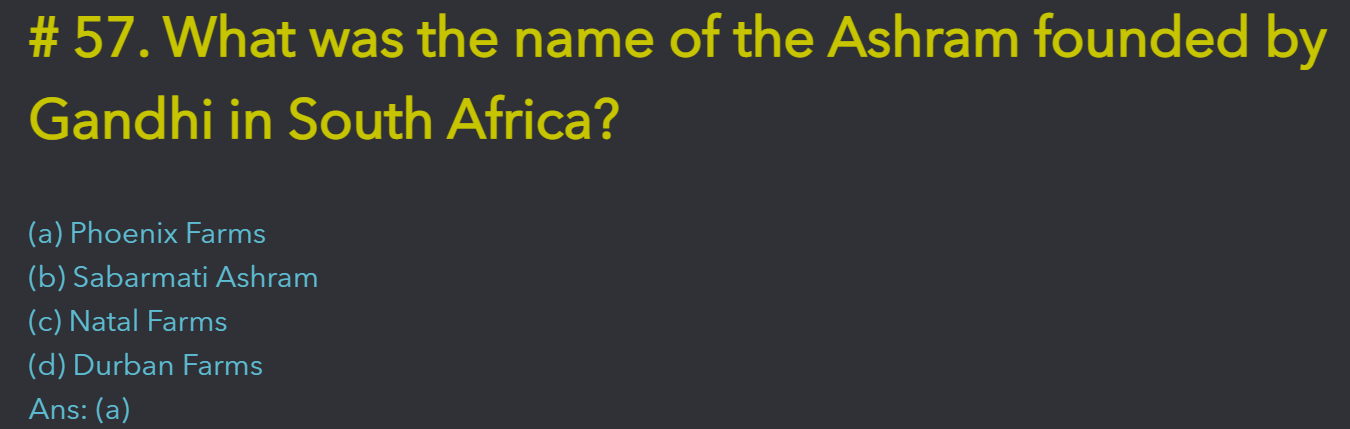 # 57. What was the name of the Ashram founded by
Gandhi in South Africa?
(a) Phoenix Farms
(b) Sabarmati Ashram
(c) Natal Farms
(d) Durban Farms
Ans: (a)